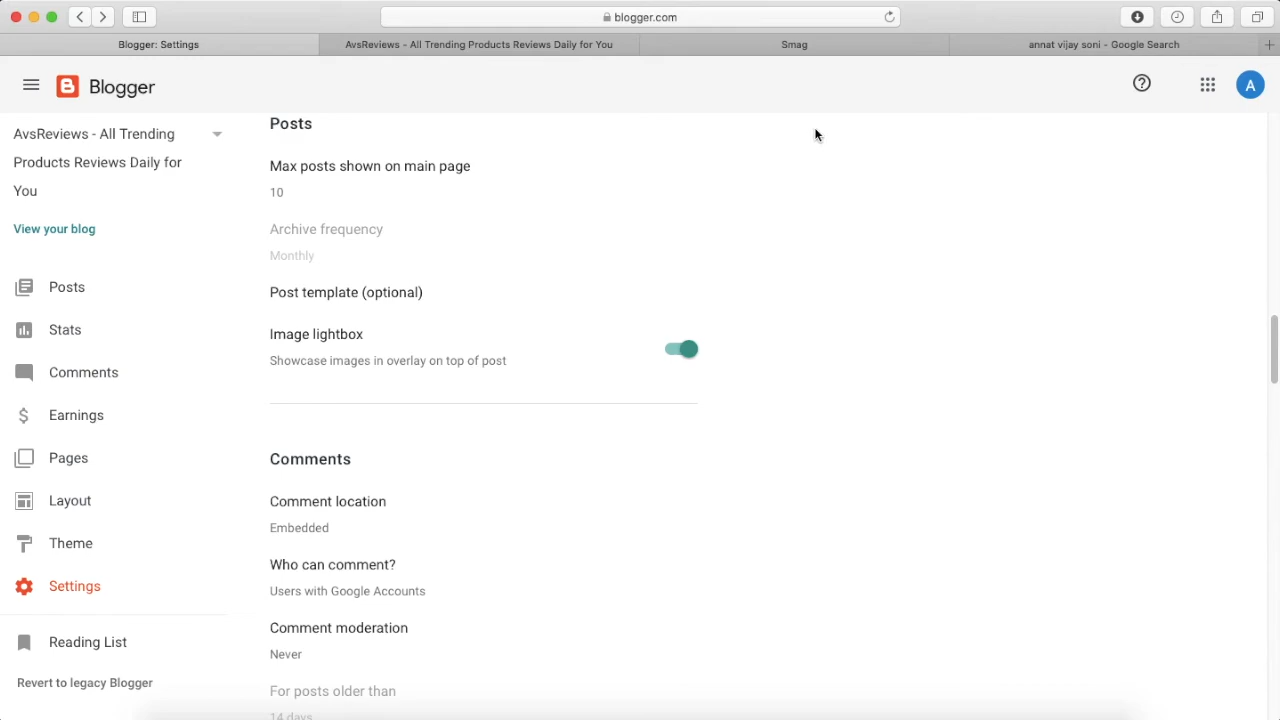 blogger.com
Blogger: Settings
AvsReviews - All Trending Products Reviews Daily for You
Smag
annat vijay soni - Google Search
Blogger
A
AvsReviews - All Trending
Products Reviews Daily for
You
View your blog
Posts
Stats
Comments
Earnings
Pages
Layout
Theme
Settings
Reading List
Revert to legacy Blogger
Posts
Max posts shown on main page
10
Archive frequency
Monthly
Post template (optional)
Image lightbox
Showcase images in overlay on top of post
Comments
Comment location
Embedded
Who can comment?
Users with Google Accounts
Comment moderation
Never
For posts older than
14 days